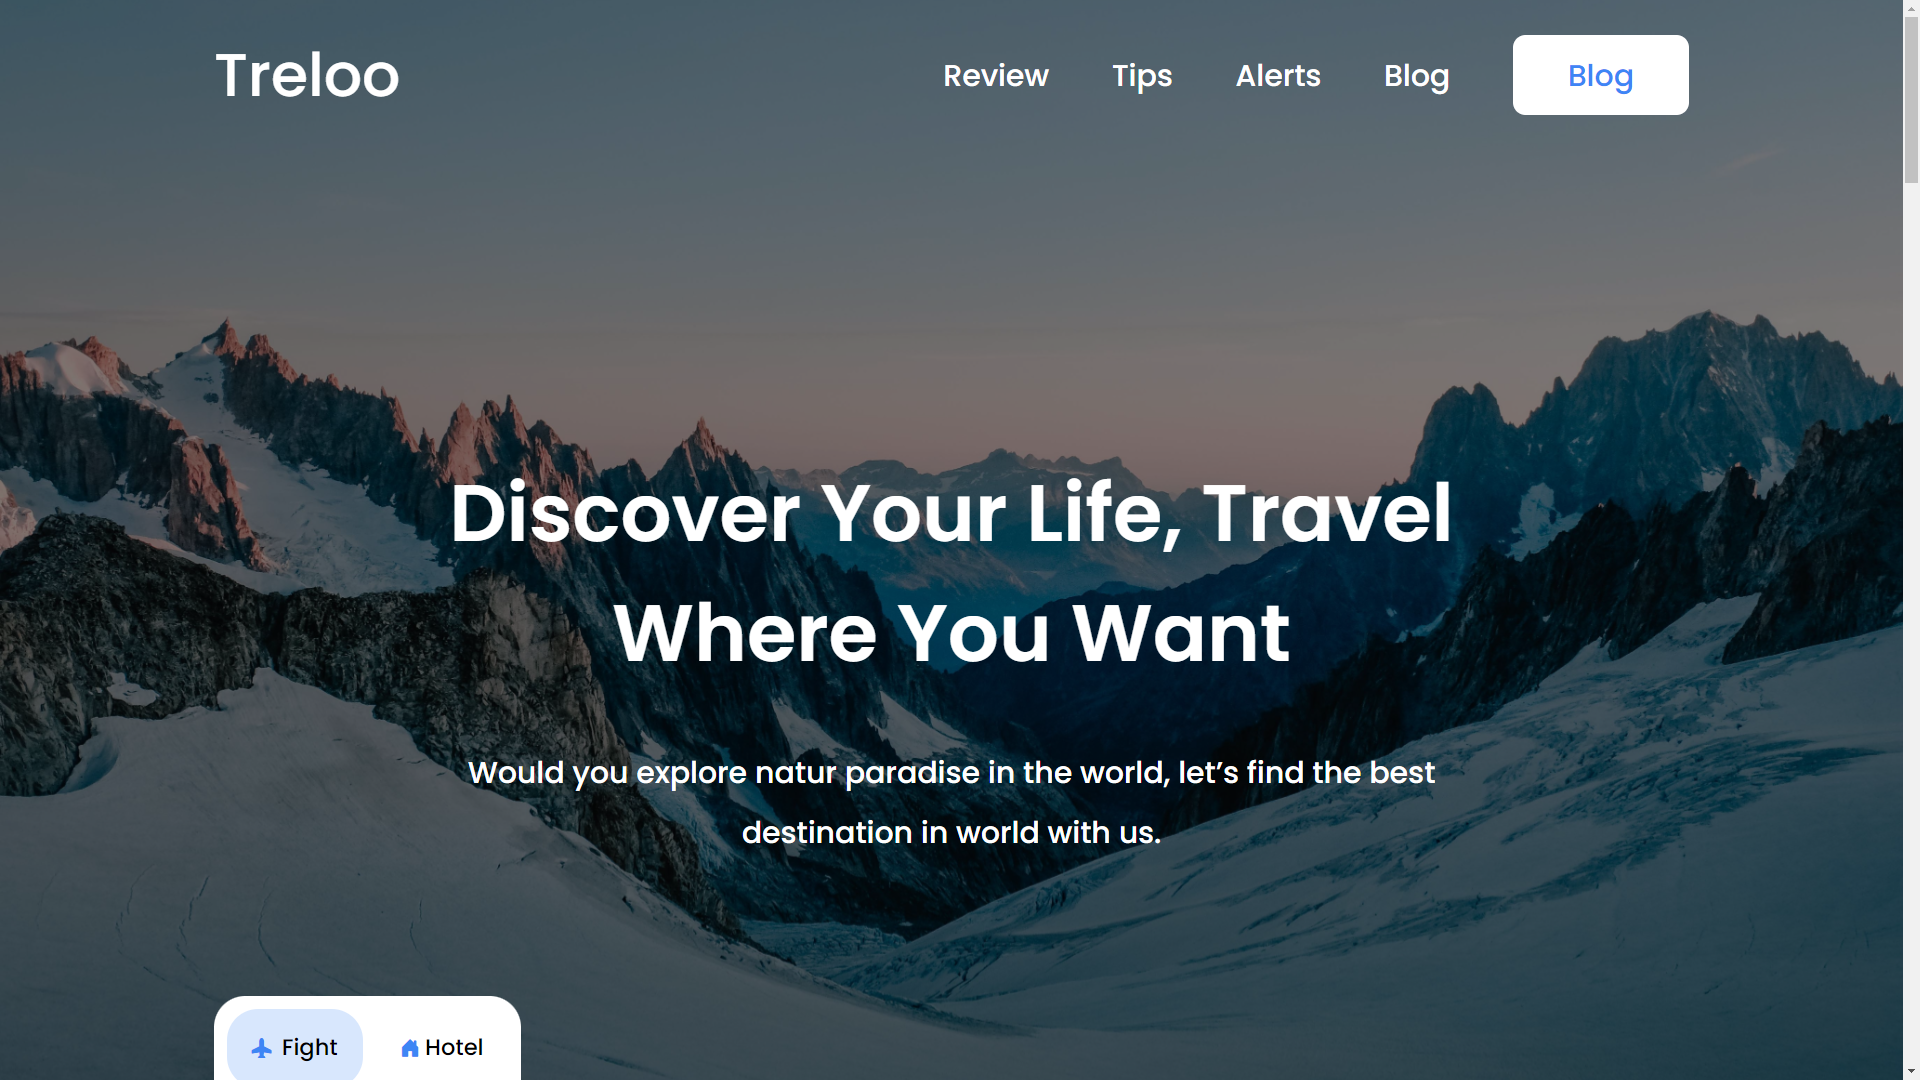 Treloo
Review Tips Alerts Blog Blog
Discover Your Life, Travel
Where You Want
Would you explore natur paradise in the world, let’s find the best
destination in world with us.
Fight Hotel